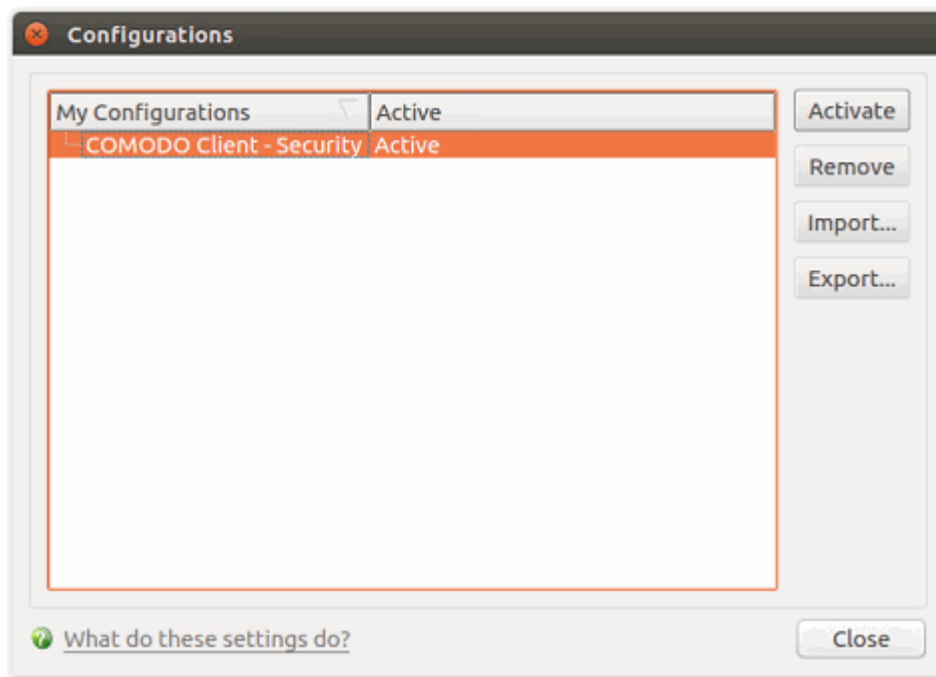 Configurations
My Configurations Active
COMODO Client - Security Active
Activate
Remove
Import...
Export...
What do these settings do?
Close